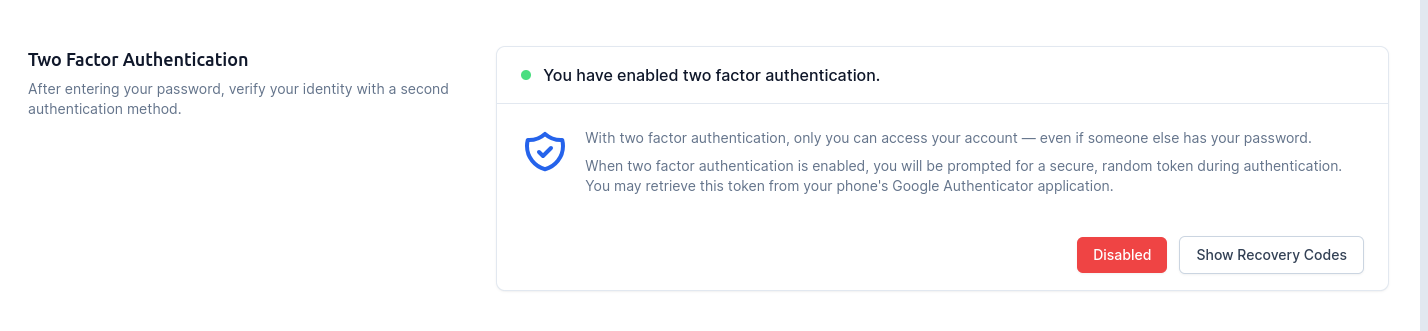 Two Factor Authentication
After entering your password, verify your identity with a second
authentication method.
You have enabled two factor authentication.
With two factor authentication, only you can access your account — even if someone else has your password.
When two factor authentication is enabled, you will be prompted for a secure, random token during authentication.
You may retrieve this token from your phone's Google Authenticator application.
Disabled
Show Recovery Codes